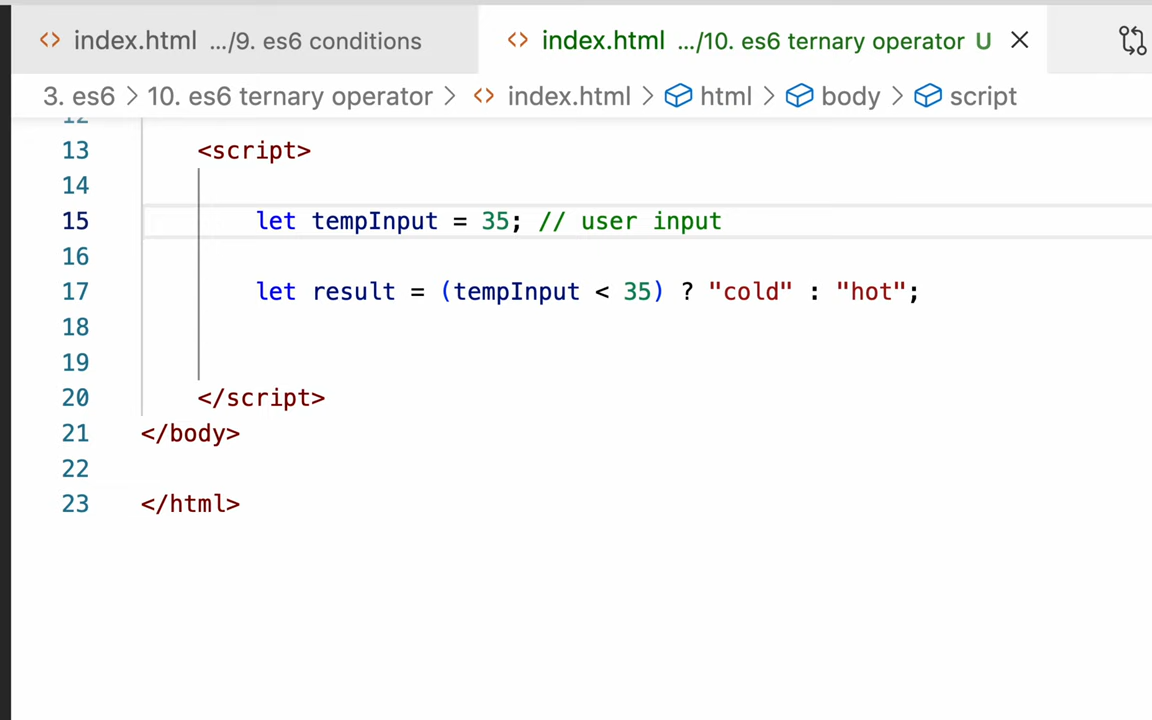 index.html .../9. es6 conditions
index.html .../10. es6 ternary operator U
3. es6 > 10. es6 ternary operator > index.html > html > body > script
12
13 <script>
14
15 let tempInput = 35; // user input
16
17 let result = (tempInput < 35) ? "cold" : "hot";
18
19
20 </script>
21 </body>
22
23 </html>